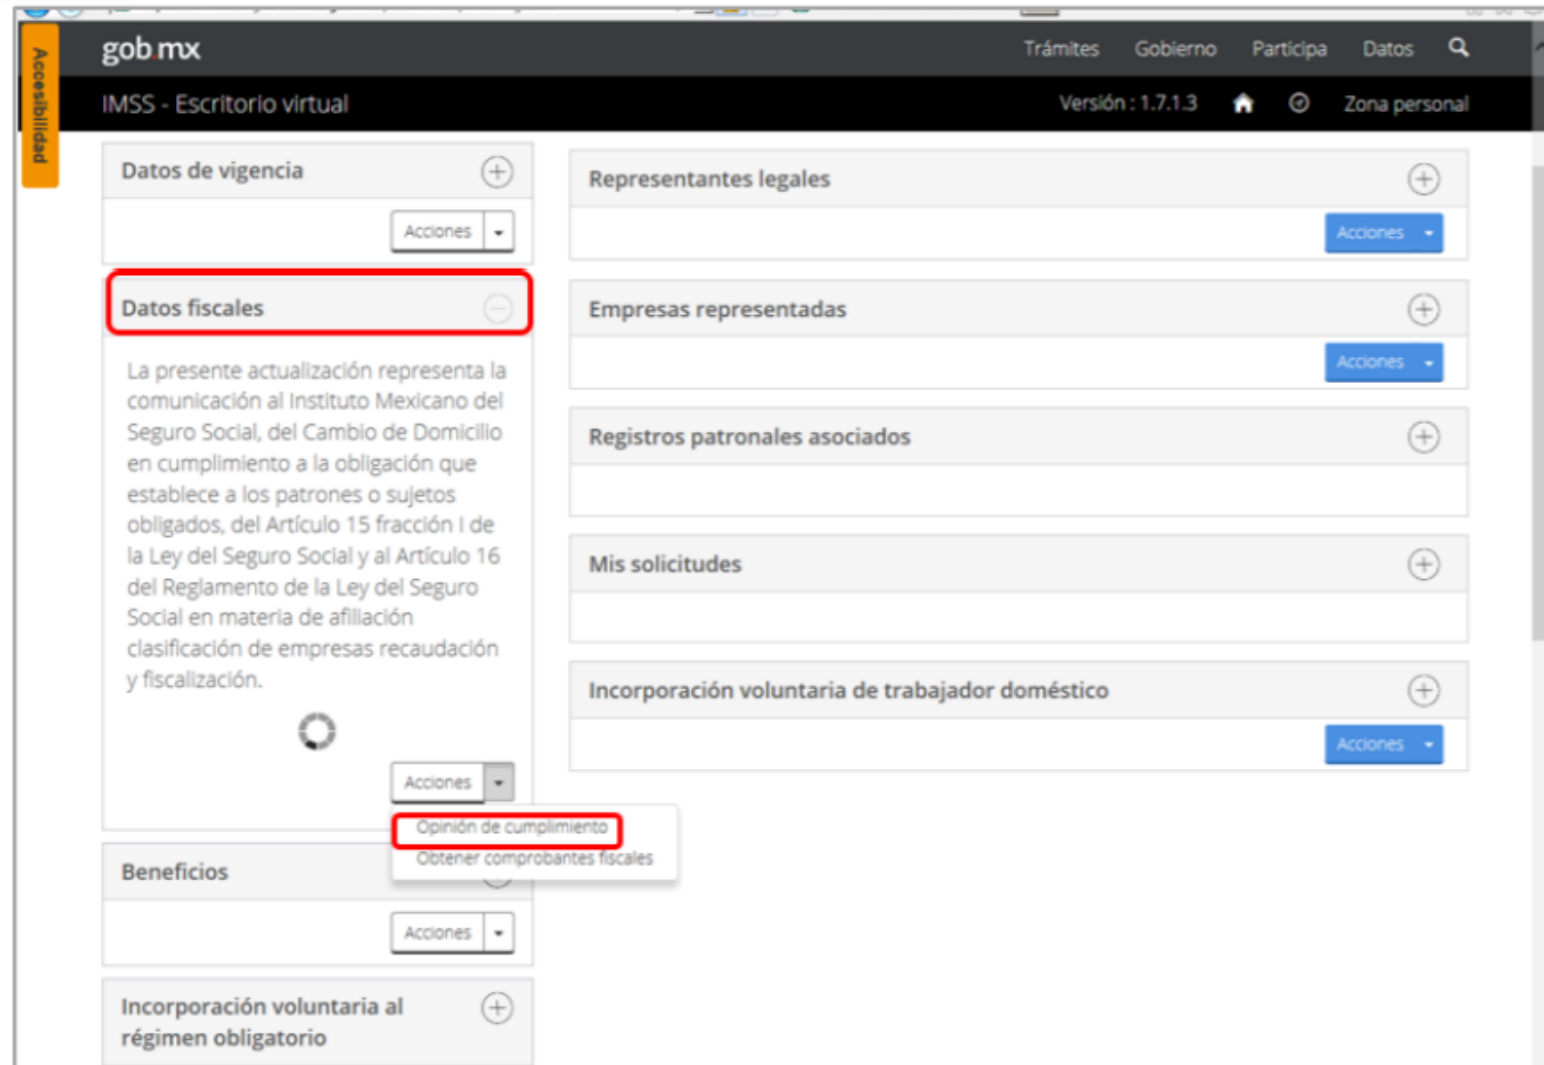 Accesibilidad
gob.mx
Trámites Gobierno Participa Datos
IMSS - Escritorio virtual
Versión : 1.7.1.3 Zona personal
Datos de vigencia
Acciones
Datos fiscales
La presente actualización representa la
comunicación al Instituto Mexicano del
Seguro Social, del Cambio de Domicilio
en cumplimiento a la obligación que
establece a los patrones o sujetos
obligados, del Artículo 15 fracción I de
la Ley del Seguro Social y al Artículo 16
del Reglamento de la Ley del Seguro
Social en materia de afiliación
clasificación de empresas recaudación
y fiscalización.
Acciones
Opinión de cumplimiento
Obtener comprobantes fiscales
Beneficios
Acciones
Incorporación voluntaria al
régimen obligatorio
Representantes legales
Acciones
Empresas representadas
Acciones
Registros patronales asociados
Mis solicitudes
Incorporación voluntaria de trabajador doméstico
Acciones